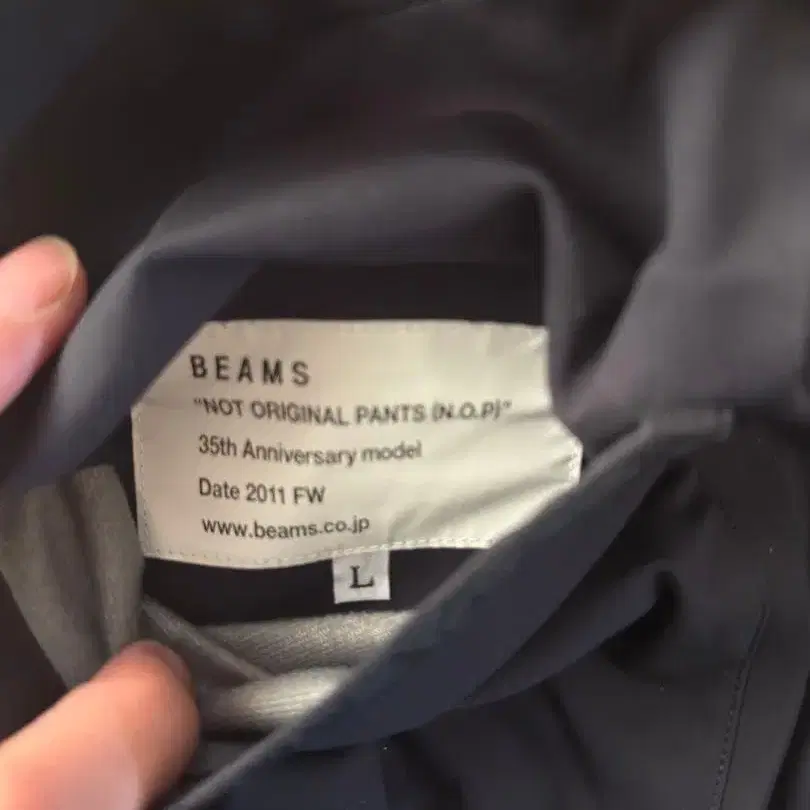 BEAMS
"NOT ORIGINAL PANTS (N.O.P)"
35th Anniversary model
Date 2011 FW
www.beams.co.jp
L